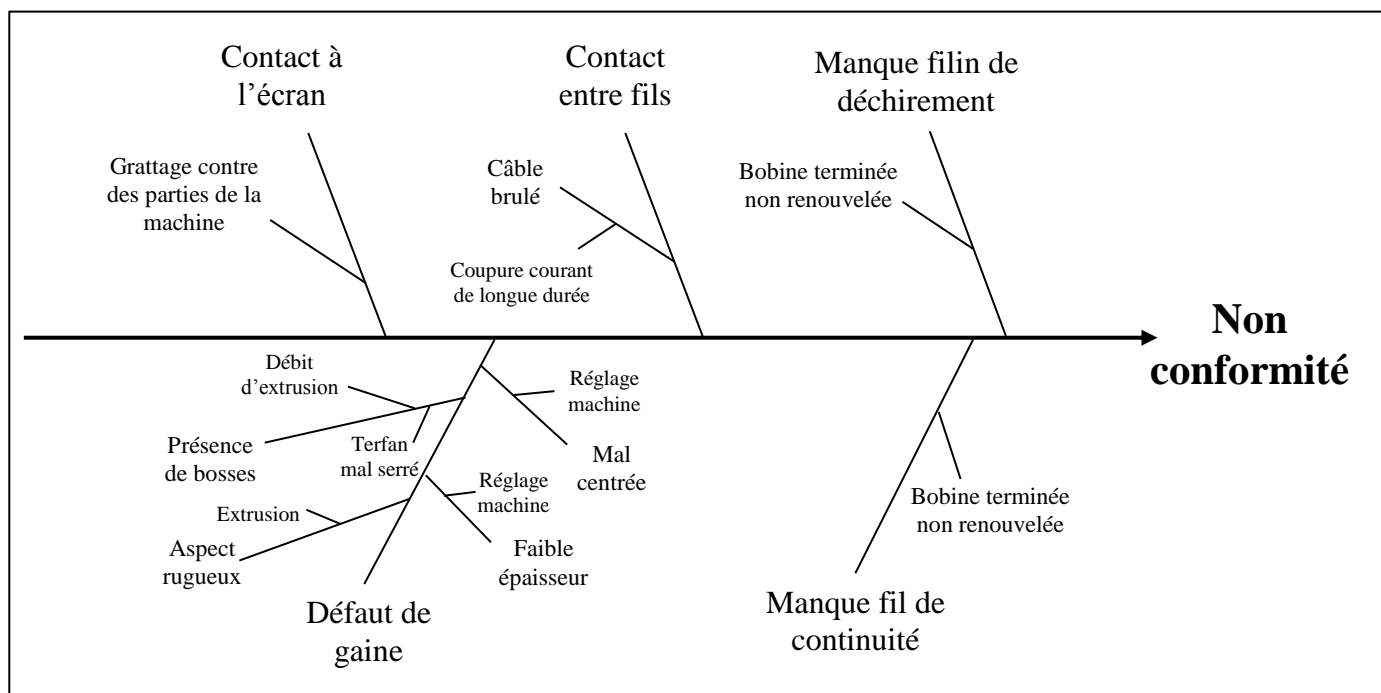 Contact à
l’écran
Contact
entre fils
Manque filin de
déchirement
Grattage contre
des parties de la
machine
Câble
brulé
Coupure courant
de longue durée
Bobine terminée
non renouvelée
Non
conformité
Débit
d’extrusion
Présence
de bosses
Terfan
mal serré
Réglage
machine
Mal
centrée
Extrusion
Aspect
rugueux
Réglage
machine
Faible
épaisseur
Défaut de
gaine
Bobine terminée
non renouvelée
Manque fil de
continuité